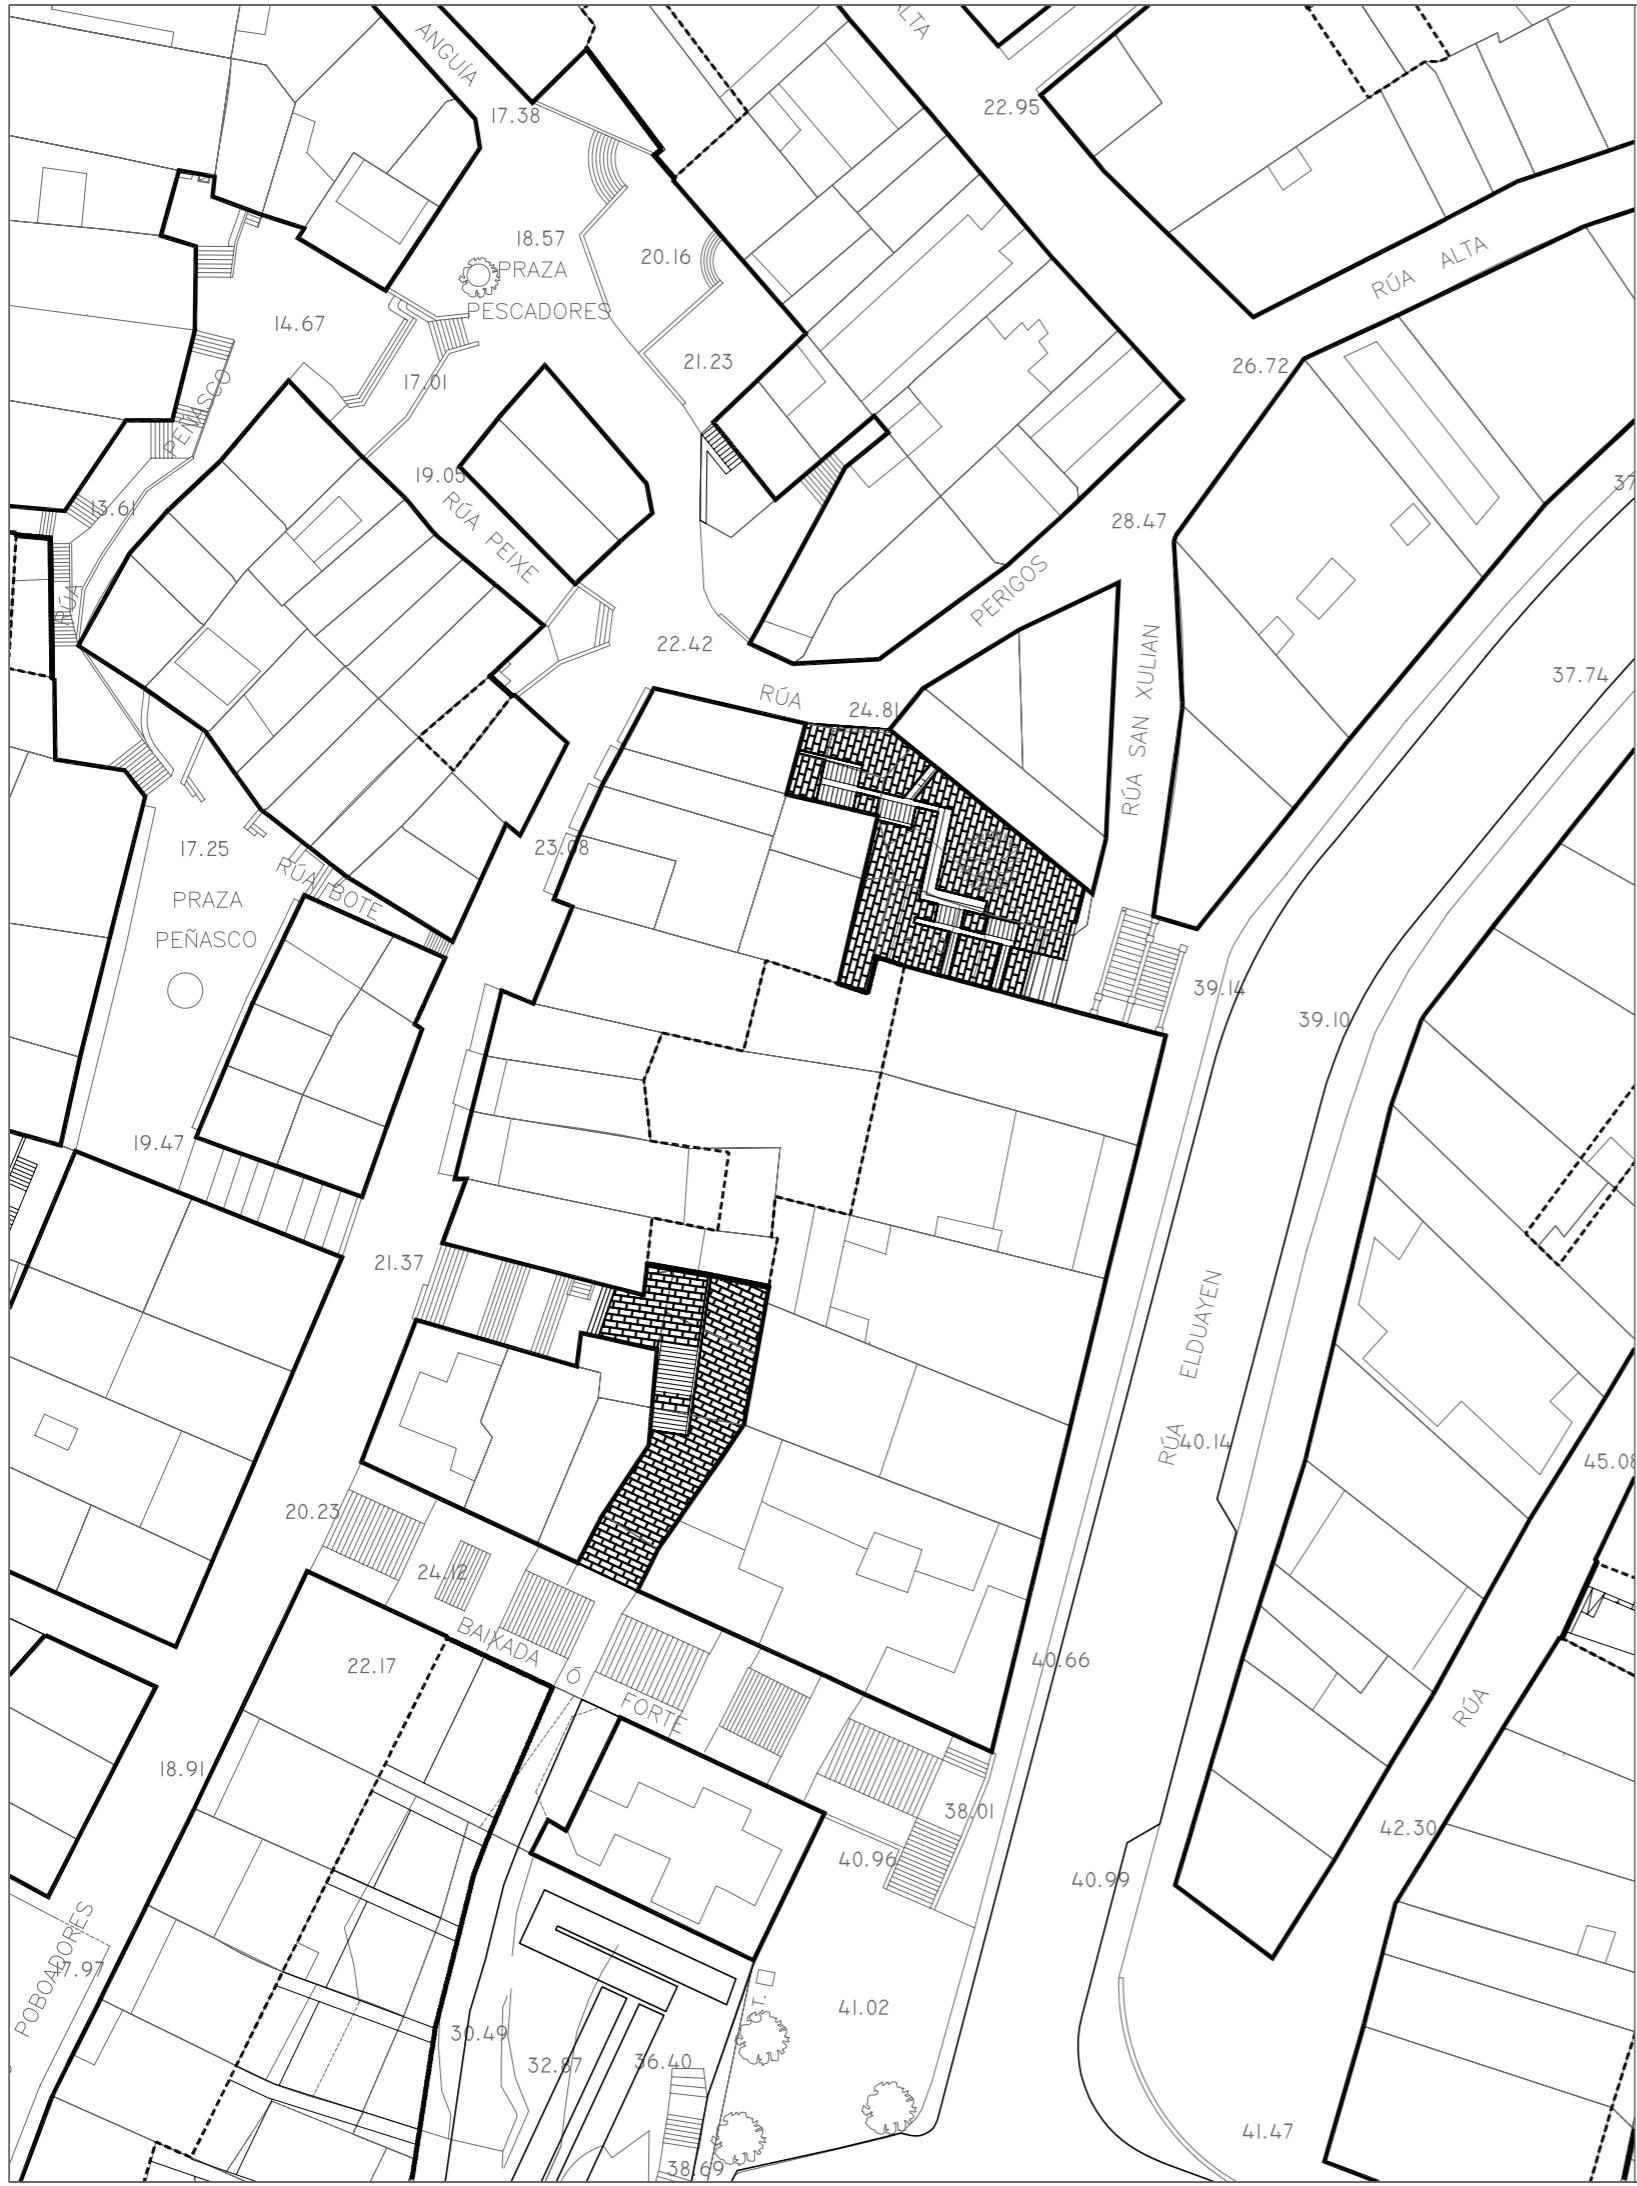 ANGUÍA
ALTA
17.38
22.95
18.57
20.16
PRAZA
PESCADORES
RÚA ALTA
14.67
21.23
26.72
17.01
PEÑASCO
19.05
13.61
28.47
RÚA PEIXE
PERIGOS
RÚA
22.42
37.74
RÚA
24.81
RÚA SAN XULIAN
17.25
23.08
PRAZA
RÚA BOTE
PEÑASCO
39.14
39.10
19.47
21.37
RÚA ELDUAYEN
RÚA
40.14
45.08
20.23
24.12
BAIXADA Ó FORTE
22.17
40.66
RÚA
18.91
38.01
42.30
40.96
40.99
POBOADORES
17.97
41.02
30.49
32.87
36.40
41.47
38.69